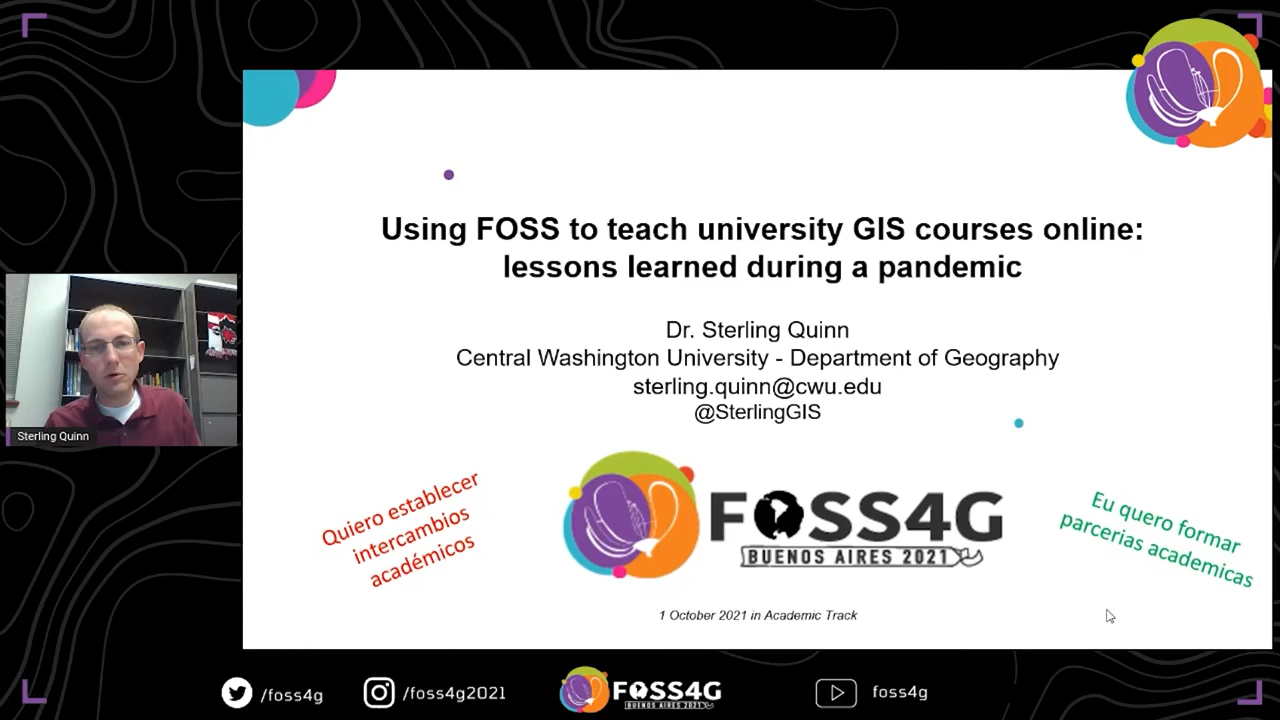 Using FOSS to teach university GIS courses online:
lessons learned during a pandemic
Dr. Sterling Quinn
Central Washington University - Department of Geography
sterling.quinn@cwu.edu
@SterlingGIS
Sterling Quinn
Quiero establecer
intercambios
académicos
FOSS4G
BUENOS AIRES 2021
Eu quero formar
parcerias academicas
1 October 2021 in Academic Track
/foss4g
/foss4g2021
FOSS4G
BUENOS AIRES 2021
foss4g